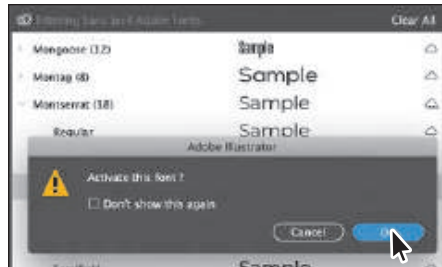 Clear All
Mongoose (12) Sample
Montag (8) Sample
Montserrat (18) Sample
Regular Sample
Adobe Illustrator
Activate this font ?
Don't show this again
Cancel
Sample